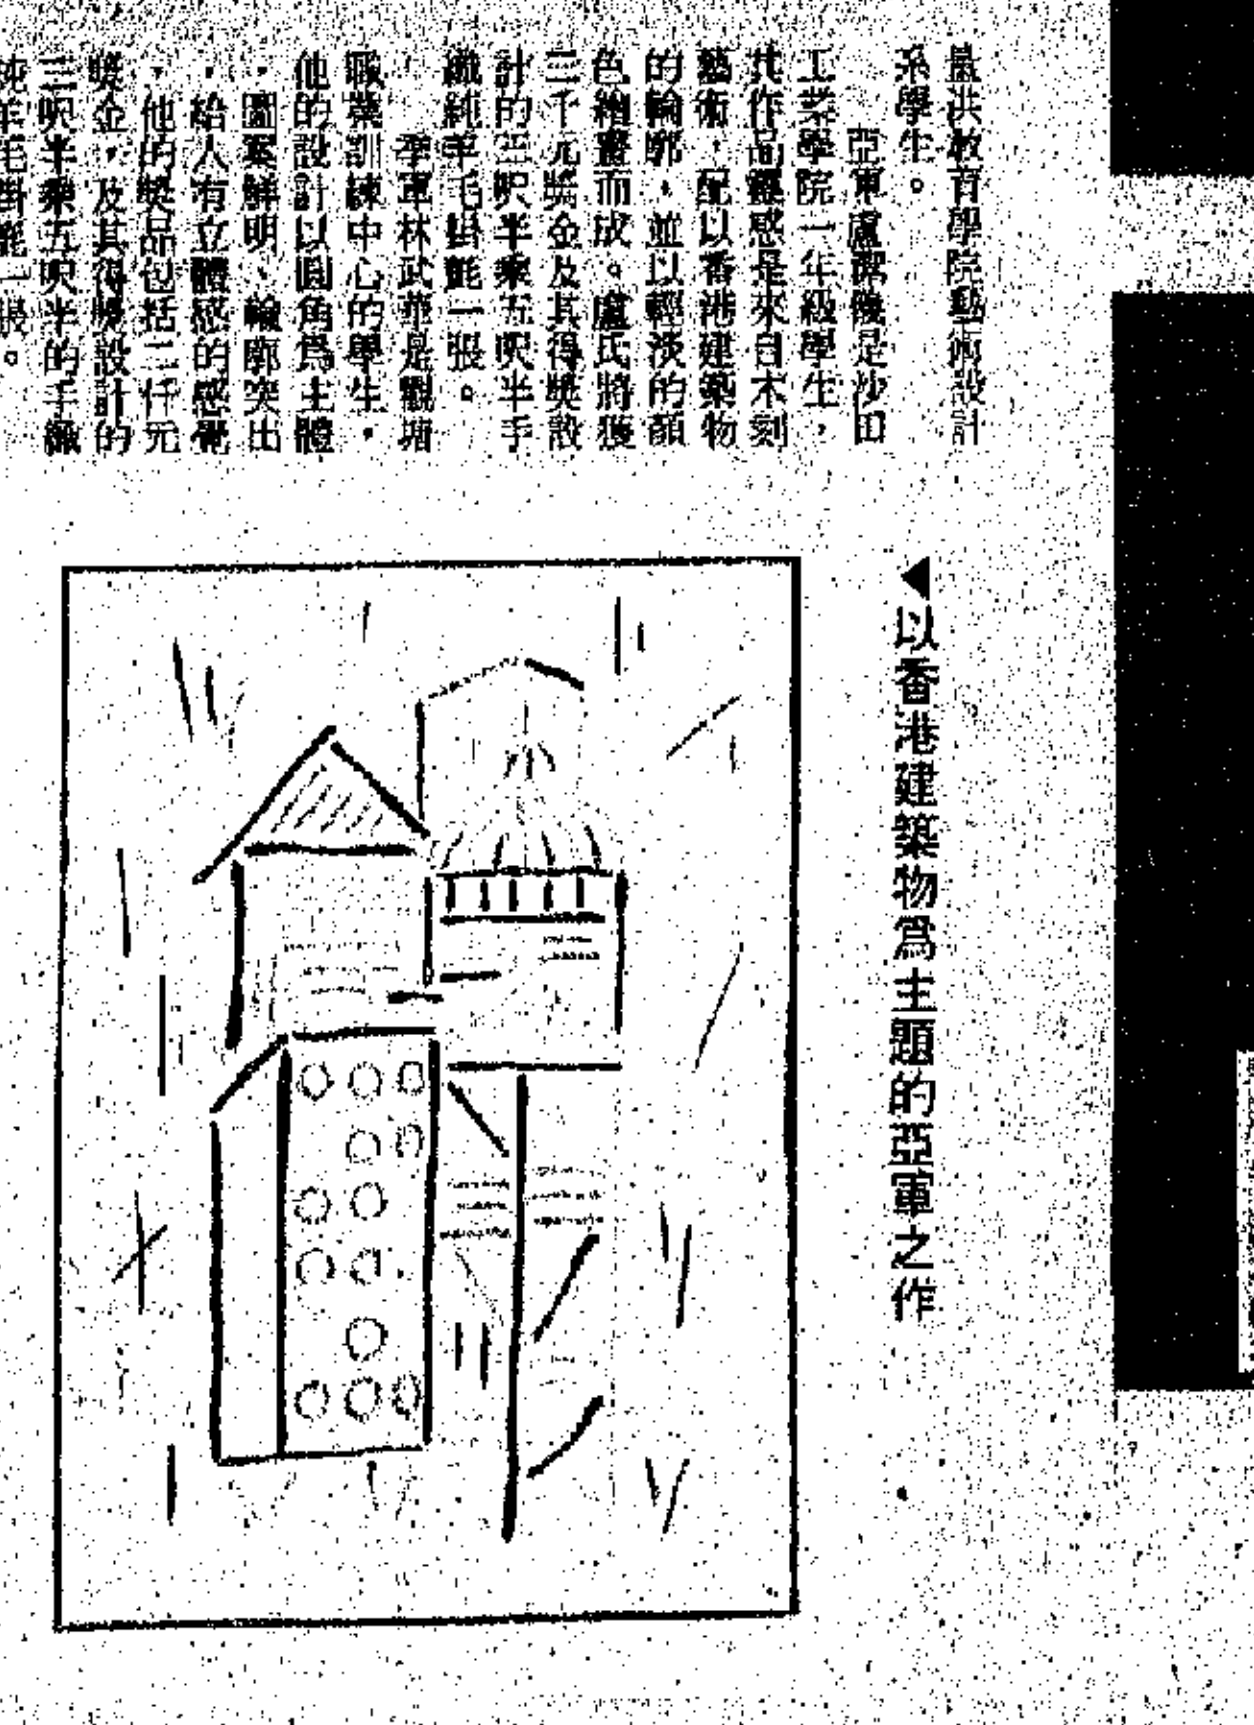 洪教育學院藝術設計
系學生。
亞軍盧潔儀是沙田
工業學院一年級學生，
其作品靈感是來自木刻
藝術，配以香港建築物
的輪廓，並以輕淡的顏
色繪畫而成。盧氏將獲
三千元獎金及其得獎設
計的三呎半乘五呎半手
織純羊毛掛氈一張。
季軍林武華是觀塘
職業訓練中心的學生，
他的設計以圓角為主體
，圖案鮮明、輪廓突出
，給人有立體感的感覺
，他的獎品包括二仟元
獎金，及其得獎設計的
三呎半乘五呎半的手織
純羊毛掛氈一張。
◀以香港建築物為主題的亞軍之作